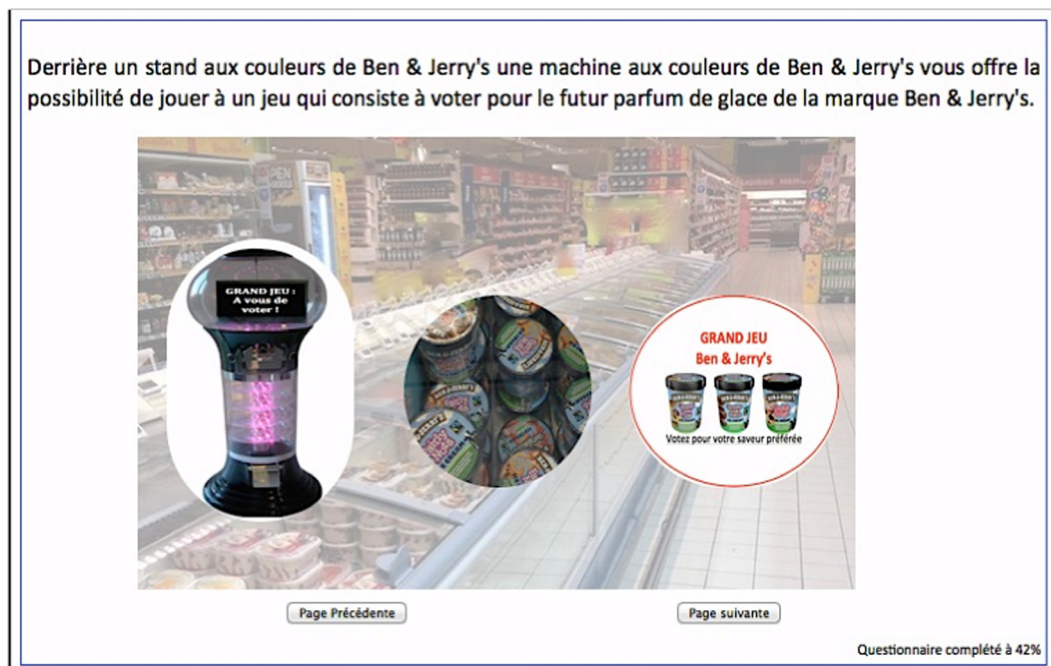 Derrière un stand aux couleurs de Ben & Jerry's une machine aux couleurs de Ben & Jerry's vous offre la
possibilité de jouer à un jeu qui consiste à voter pour le futur parfum de glace de la marque Ben & Jerry's.
GRAND JEU :
A vous de
voter !
GRAND JEU
Ben & Jerry's
Votez pour votre saveur préférée
Page Précédente
Page suivante
Questionnaire complété à 42%